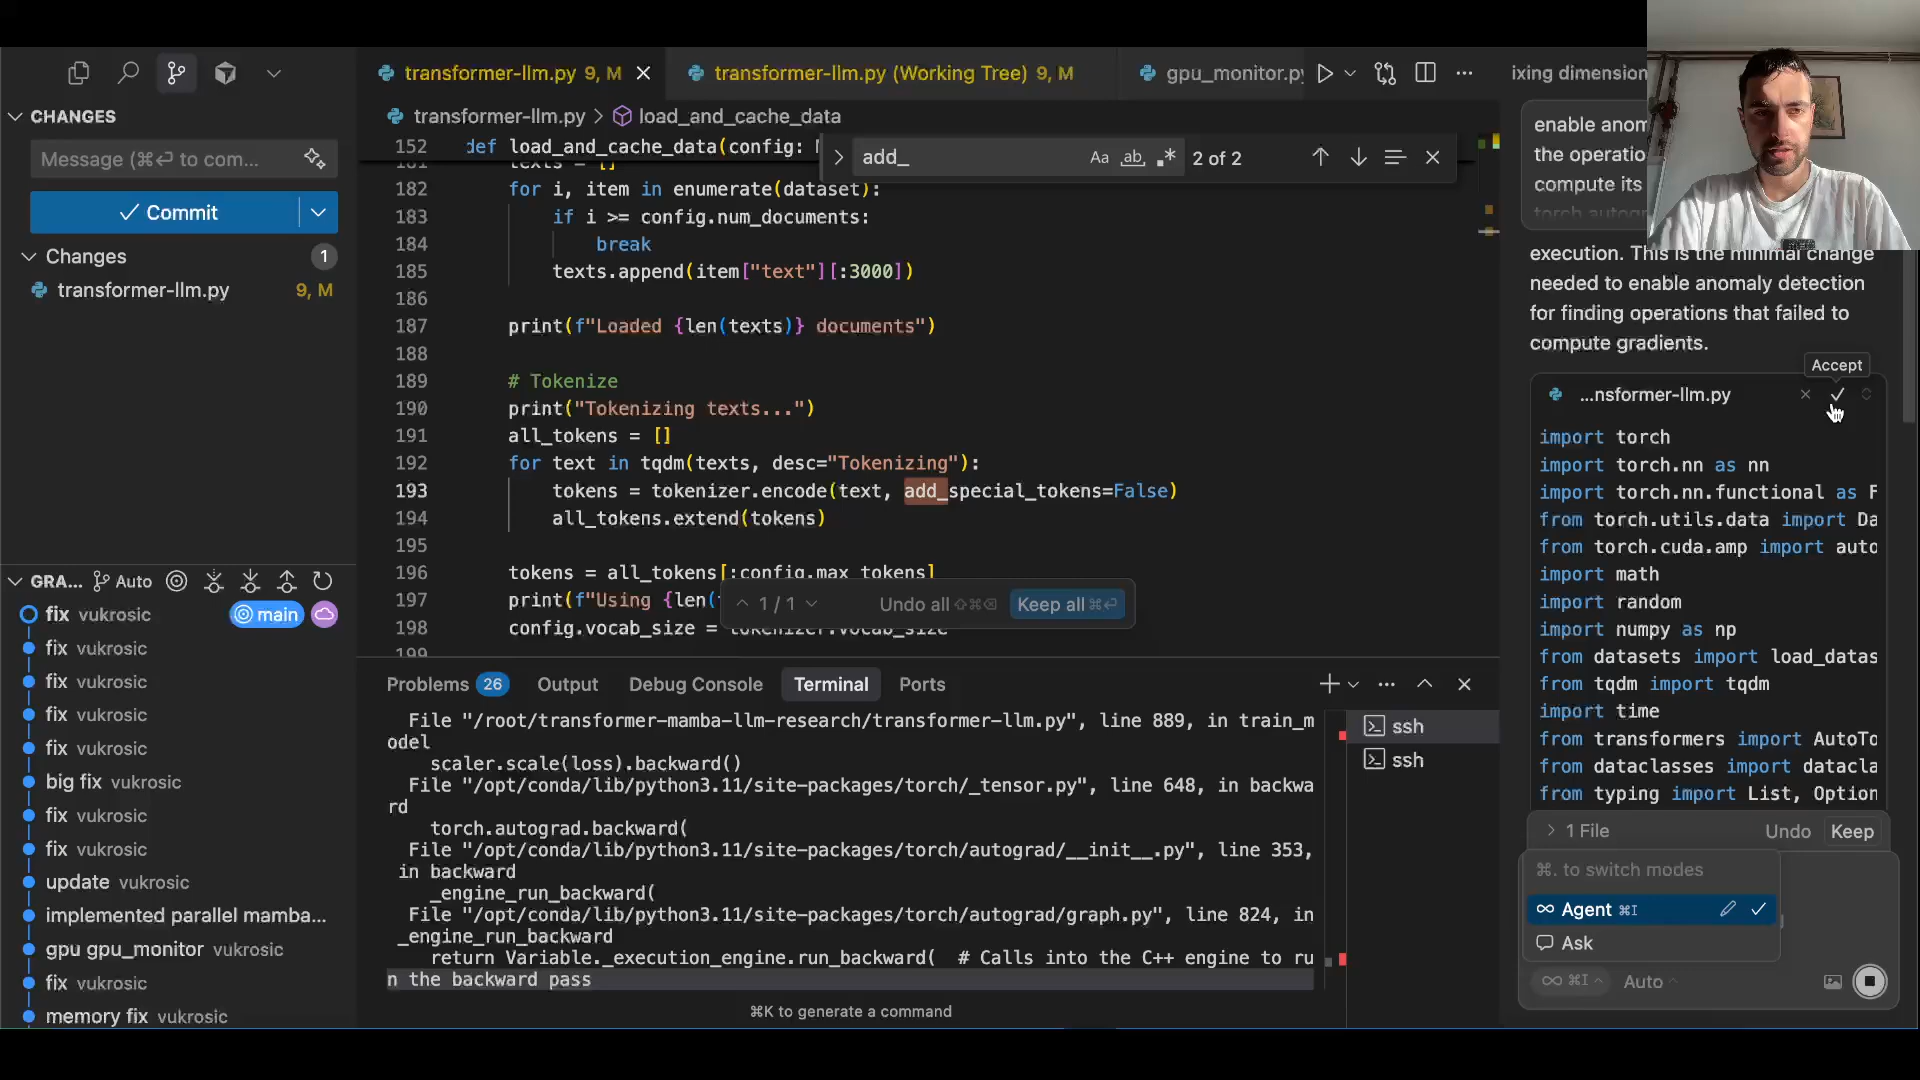 CHANGES
Message (⌘⏎ to com...
Commit
Changes
1
transformer-llm.py
9, M
GRA...
Auto
fix vukrosic
main
fix vukrosic
fix vukrosic
fix vukrosic
fix vukrosic
big fix vukrosic
fix vukrosic
fix vukrosic
update vukrosic
implemented parallel mamba...
gpu gpu_monitor vukrosic
fix vukrosic
memory fix vukrosic
transformer-llm.py 9, M
transformer-llm.py (Working Tree) 9, M
gpu_monitor.py
transformer-llm.py > load_and_cache_data
add_
Aa
ab
.*
2 of 2
152 def load_and_cache_data(config:
texts = []
182 for i, item in enumerate(dataset):
183 if i >= config.num_documents:
184 break
185 texts.append(item["text"][:3000])
186
187 print(f"Loaded {len(texts)} documents")
188
189 # Tokenize
190 print("Tokenizing texts...")
191 all_tokens = []
192 for text in tqdm(texts, desc="Tokenizing"):
193 tokens = tokenizer.encode(text, add_special_tokens=False)
194 all_tokens.extend(tokens)
195
196 tokens = all_tokens[:config.max_tokens]
197 print(f"Using {len(
198 config.vocab_size = tokenizer.vocab_size
199
1 / 1
Undo all ⇧⌘⌫
Keep all ⌘⏎
Problems 26
Output
Debug Console
Terminal
Ports
File "/root/transformer-mamba-llm-research/transformer-llm.py", line 889, in train_m
odel
scaler.scale(loss).backward()
File "/opt/conda/lib/python3.11/site-packages/torch/_tensor.py", line 648, in backwa
rd
torch.autograd.backward(
File "/opt/conda/lib/python3.11/site-packages/torch/autograd/__init__.py", line 353,
in backward
_engine_run_backward(
File "/opt/conda/lib/python3.11/site-packages/torch/autograd/graph.py", line 824, in
_engine_run_backward
return Variable._execution_engine.run_backward( # Calls into the C++ engine to ru
n the backward pass
⌘K to generate a command
ssh
ssh
ixing dimension
enable anom
the operatio
compute its
torch autogra
execution. This is the minimal change
needed to enable anomaly detection
for finding operations that failed to
compute gradients.
Accept
...nsformer-llm.py
import torch
import torch.nn as nn
import torch.nn.functional as F
from torch.utils.data import Da
from torch.cuda.amp import auto
import math
import random
import numpy as np
from datasets import load_datas
from tqdm import tqdm
import time
from transformers import AutoTo
from dataclasses import datacla
from typing import List, Option
1 File
Undo
Keep
⌘. to switch modes
Agent ⌘I
Ask
⌘I
Auto